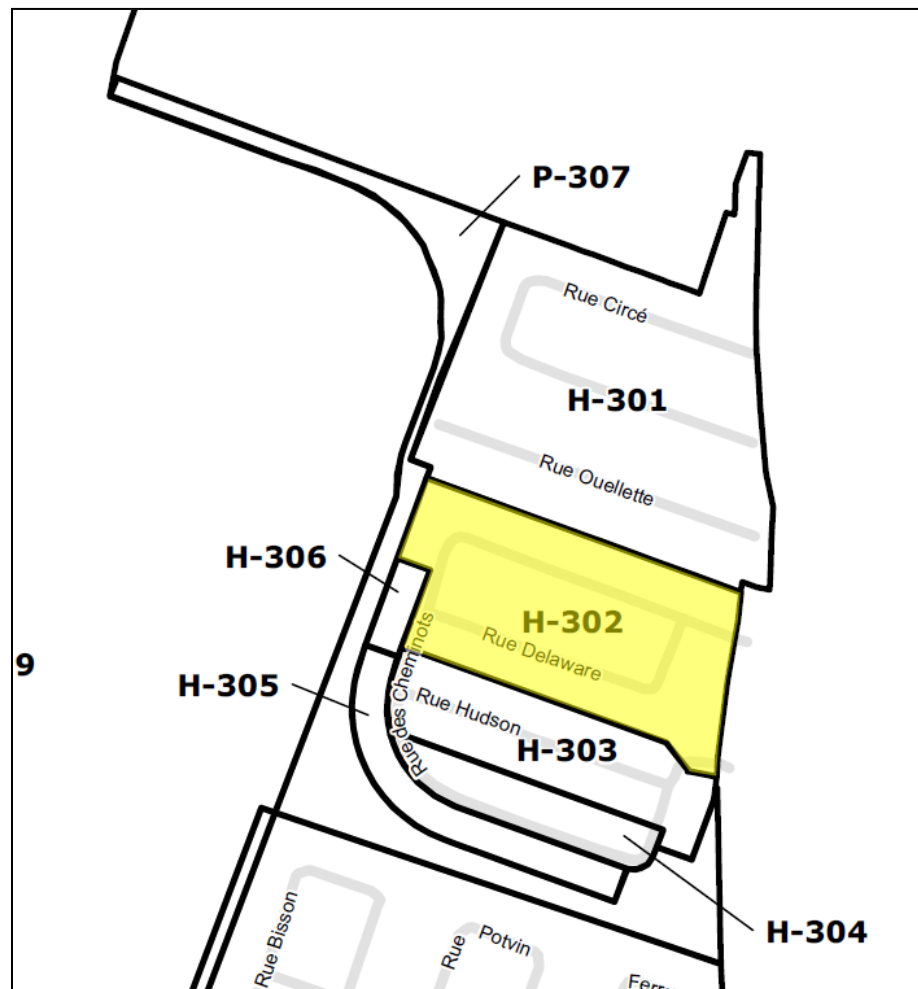 P-307
Rue Circé
H-301
Rue Ouellette
H-306
H-302
Rue Delaware
9
H-305
Rue des Cheminots
Rue Hudson
H-303
H-304
Rue Bisson
Rue
Potvin